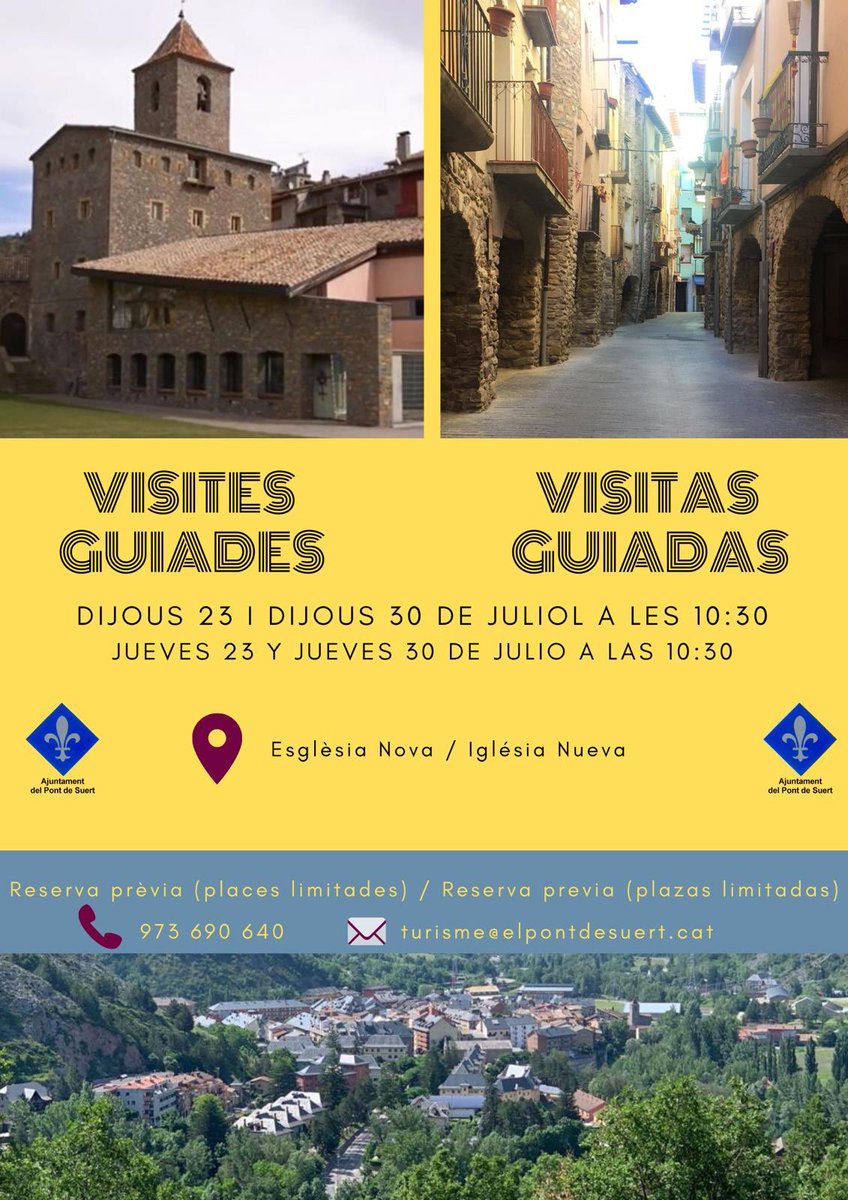 VISITES
GUIADES
VISITAS
GUIADAS
DIJOUS 23 I DIJOUS 30 DE JULIOL A LES 10:30
JUEVES 23 Y JUEVES 30 DE JULIO A LAS 10:30
Esglèsia Nova / Iglésia Nueva
Ajuntament
del Pont de Suert
Ajuntament
del Pont de Suert
Reserva prèvia (places limitades) / Reserva previa (plazas limitadas)
973 690 640
turisme@elpontdesuert.cat